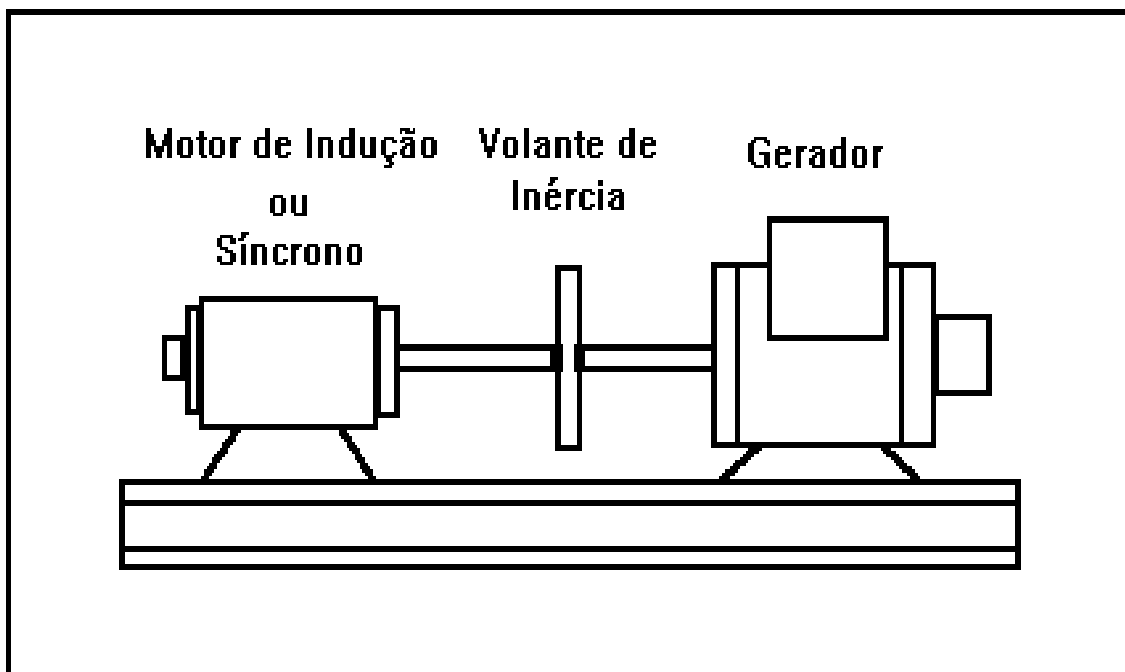 Motor de Indução
ou
Síncrono
Volante de
Inércia
Gerador